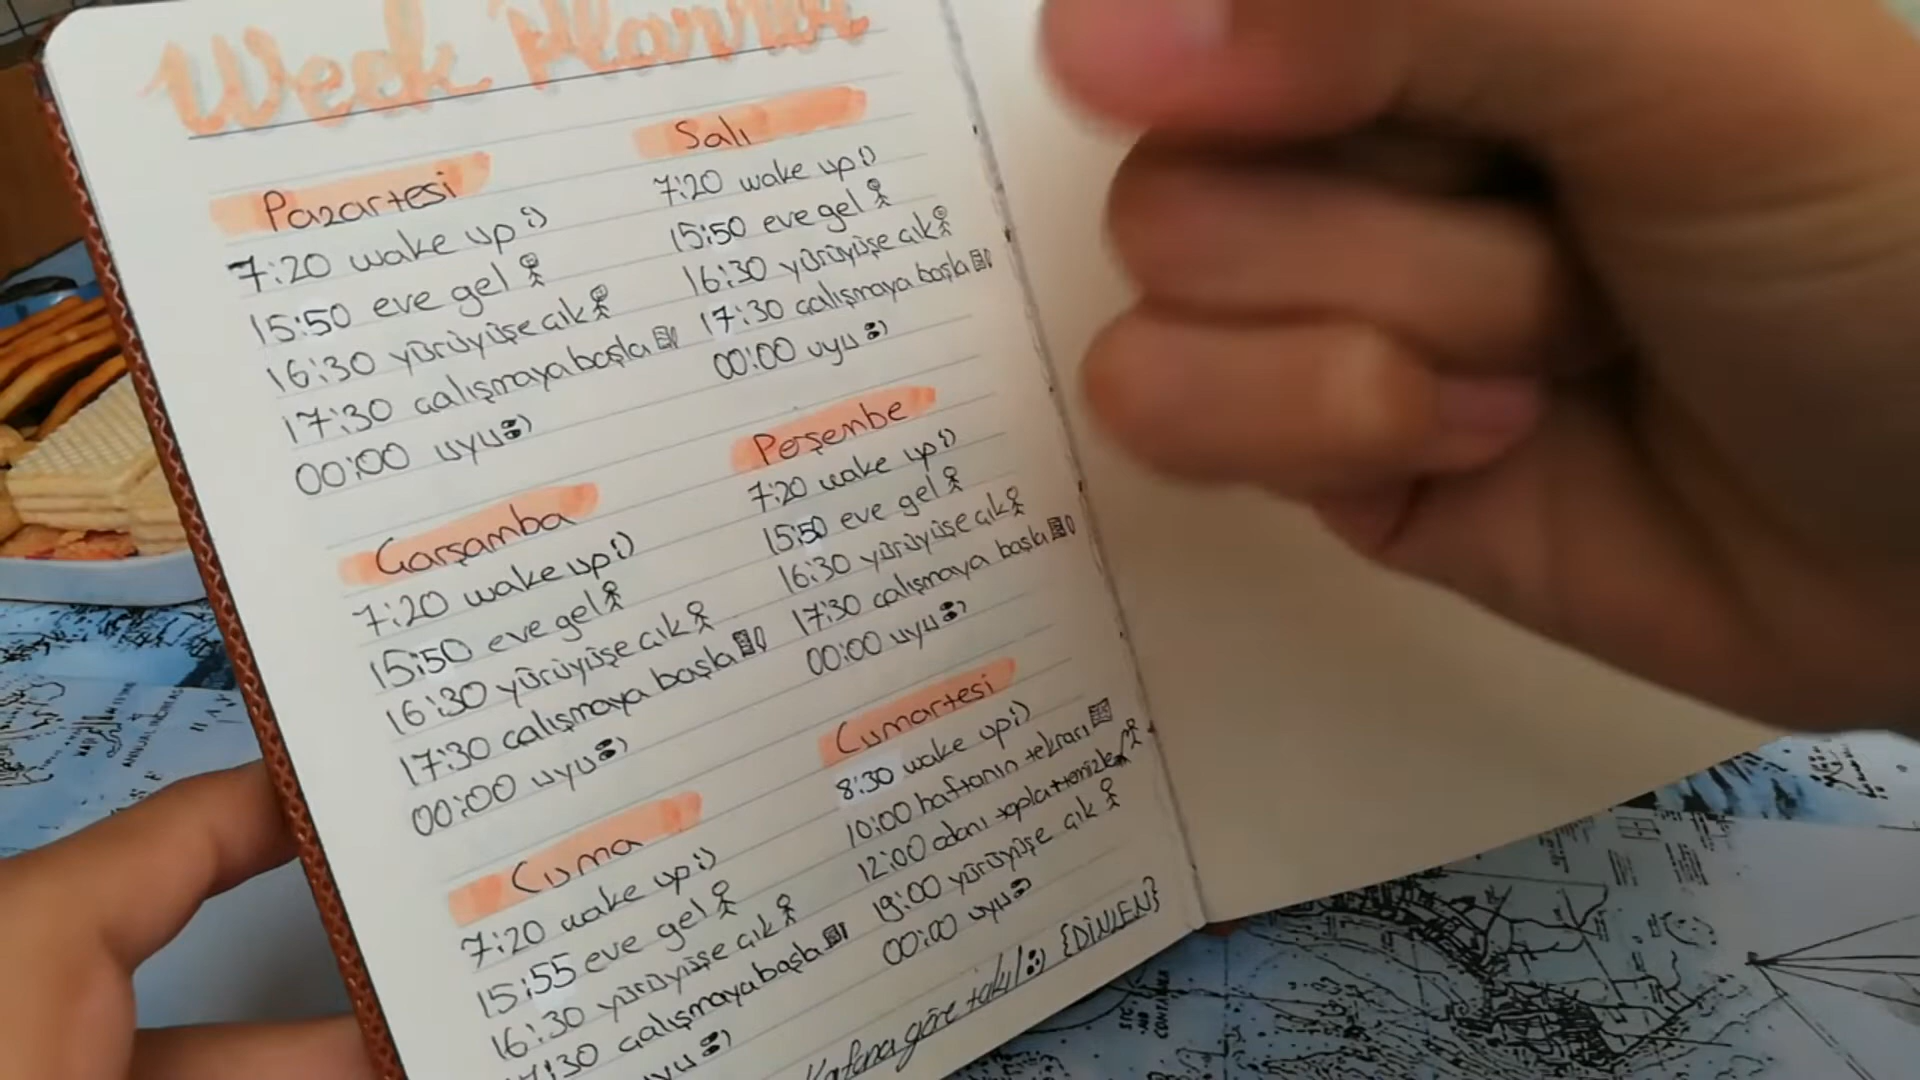 Week Planner
Pazartesi
7:20 wake up :)
15:50 eve gel
16:30 yürüyüşe çık
17:30 çalışmaya başla
00:00 uyu :)
Salı
7:20 wake up :)
15:50 eve gel
16:30 yürüyüşe çık
17:30 çalışmaya başla
00:00 uyu :)
Çarşamba
7:20 wake up :)
15:50 eve gel
16:30 yürüyüşe çık
17:30 çalışmaya başla
00:00 uyu :)
Perşembe
7:20 wake up :)
15:50 eve gel
16:30 yürüyüşe çık
17:30 çalışmaya başla
00:00 uyu :)
Cuma
7:20 wake up :)
15:55 eve gel
16:30 yürüyüşe çık
17:30 çalışmaya başla
uyu :)
Cumartesi
8:30 wake up :)
10:00 haftanın tekrarı
12:00 odanı topla + temizle
19:00 yürüyüşe çık
00:00 uyu :)
Kafana göre takıl :) {DİNLEN}